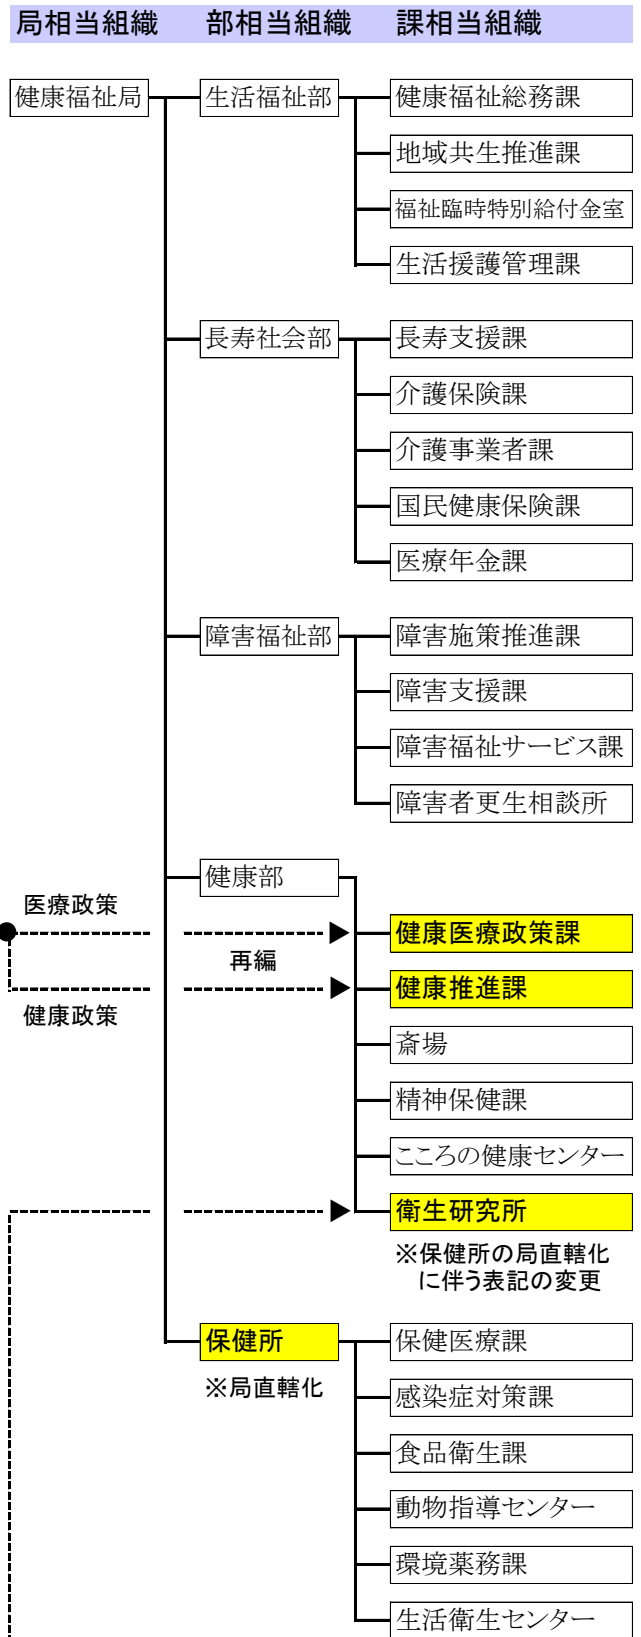 局相当組織 部相当組織 課相当組織
健康福祉局 生活福祉部 健康福祉総務課
地域共生推進課
福祉臨時特別給付金室
生活援護管理課
長寿社会部 長寿支援課
介護保険課
介護事業者課
国民健康保険課
医療年金課
障害福祉部 障害施策推進課
障害支援課
障害福祉サービス課
障害者更生相談所
健康部
医療政策
健康医療政策課
再編
健康推進課
健康政策
斎場
精神保健課
こころの健康センター
衛生研究所
※保健所の局直轄化
に伴う表記の変更
保健所 保健医療課
※局直轄化
感染症対策課
食品衛生課
動物指導センター
環境薬務課
生活衛生センター